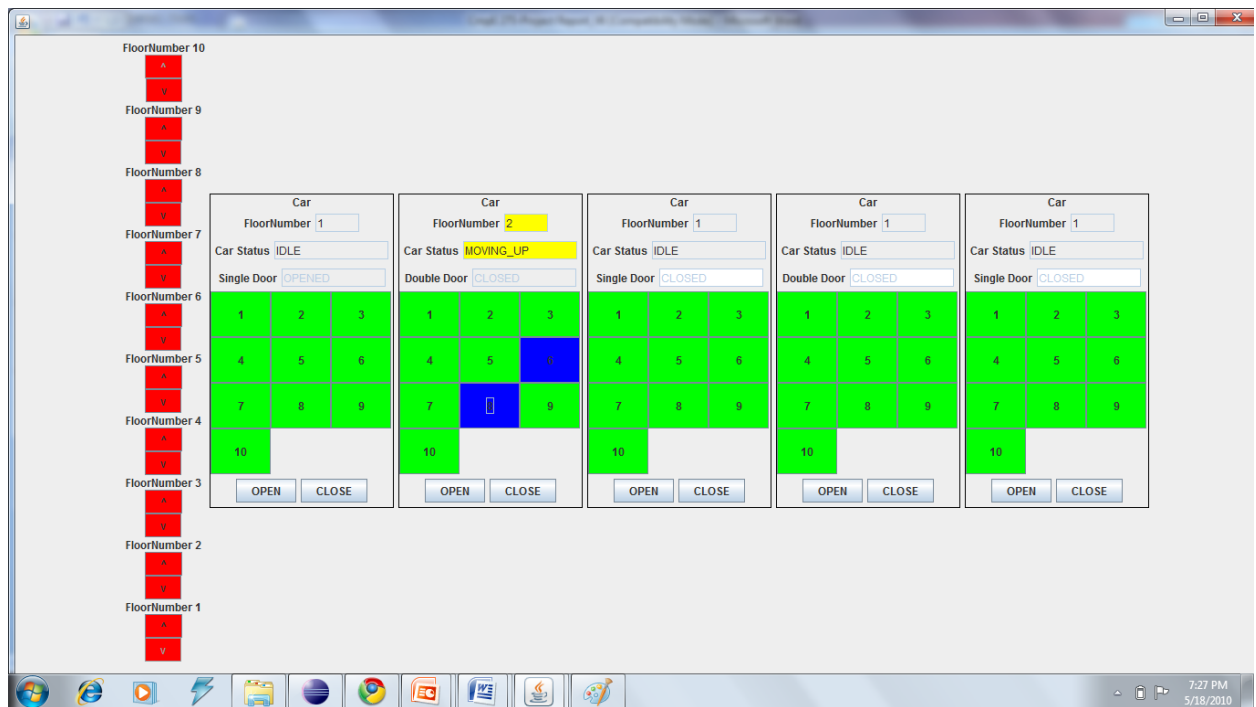 FloorNumber 10
^
v
FloorNumber 9
^
v
FloorNumber 8
^
v
FloorNumber 7
^
v
FloorNumber 6
^
v
FloorNumber 5
^
v
FloorNumber 4
^
v
FloorNumber 3
^
v
FloorNumber 2
^
v
FloorNumber 1
^
v
Car
FloorNumber 1
Car Status IDLE
Single Door OPENED
1 2 3
4 5 6
7 8 9
10
OPEN CLOSE
Car
FloorNumber 2
Car Status MOVING_UP
Double Door CLOSED
1 2 3
4 5 6
7 9
10
OPEN CLOSE
Car
FloorNumber 1
Car Status IDLE
Single Door CLOSED
1 2 3
4 5 6
7 8 9
10
OPEN CLOSE
Car
FloorNumber 1
Car Status IDLE
Double Door CLOSED
1 2 3
4 5 6
7 8 9
10
OPEN CLOSE
Car
FloorNumber 1
Car Status IDLE
Single Door CLOSED
1 2 3
4 5 6
7 8 9
10
OPEN CLOSE
7:27 PM
5/18/2010